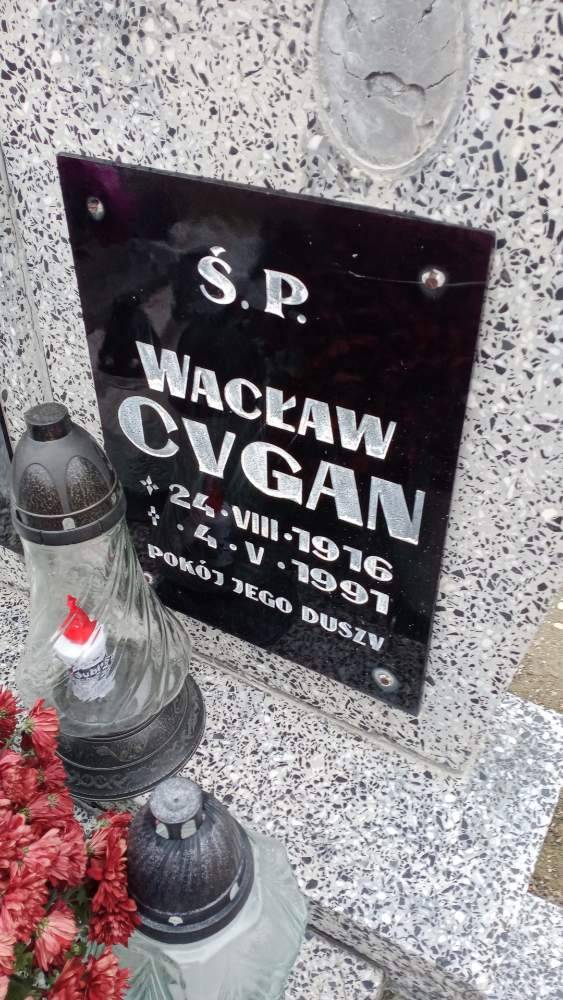 Ś. P.
WACŁAW
CYGAN
24·VIII·1916
·4·V·1991
POKÓJ JEGO DUSZY